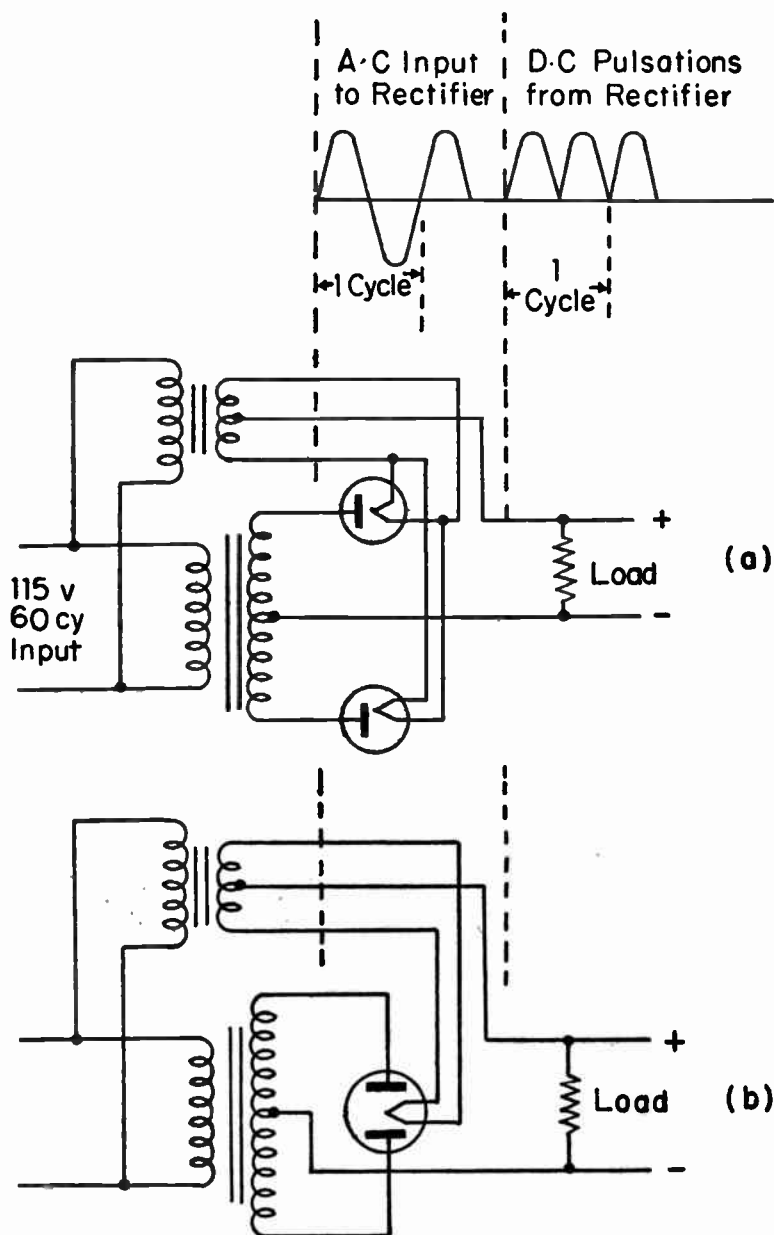 A-C Input
to Rectifier
D-C Pulsations
from Rectifier
1 Cycle
1
Cycle
115 v
60 cy
Input
+
Load
-
(a)
+
Load
-
(b)